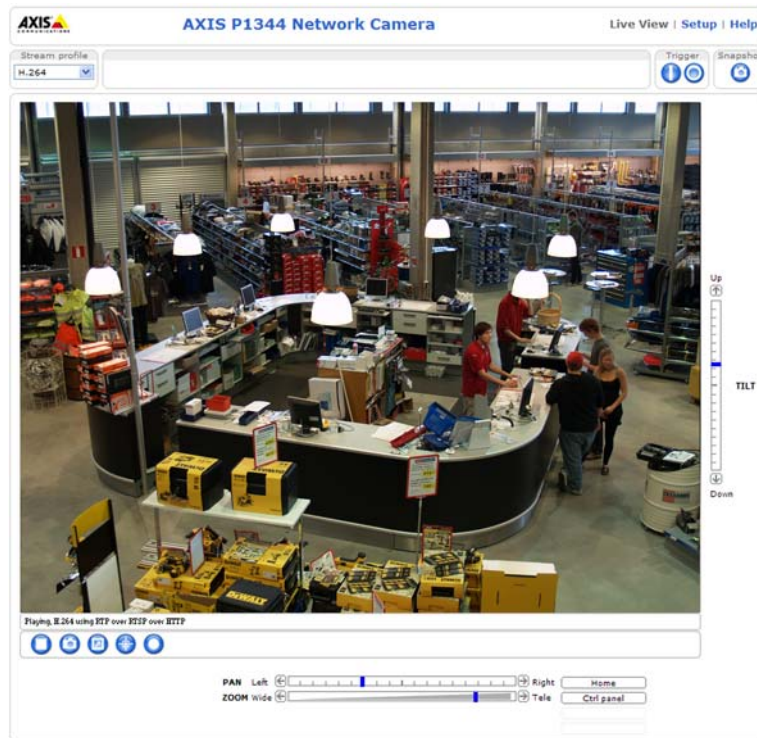 AXIS
COMMUNICATIONS
AXIS P1344 Network Camera
Live View | Setup | Help
Stream profile
H.264
Trigger
Snapshot
Up
TILT
Down
DEWALT
Playing, H.264 using RTP over RTSP over HTTP
PAN Left Right Home
ZOOM Wide Tele Ctrl panel